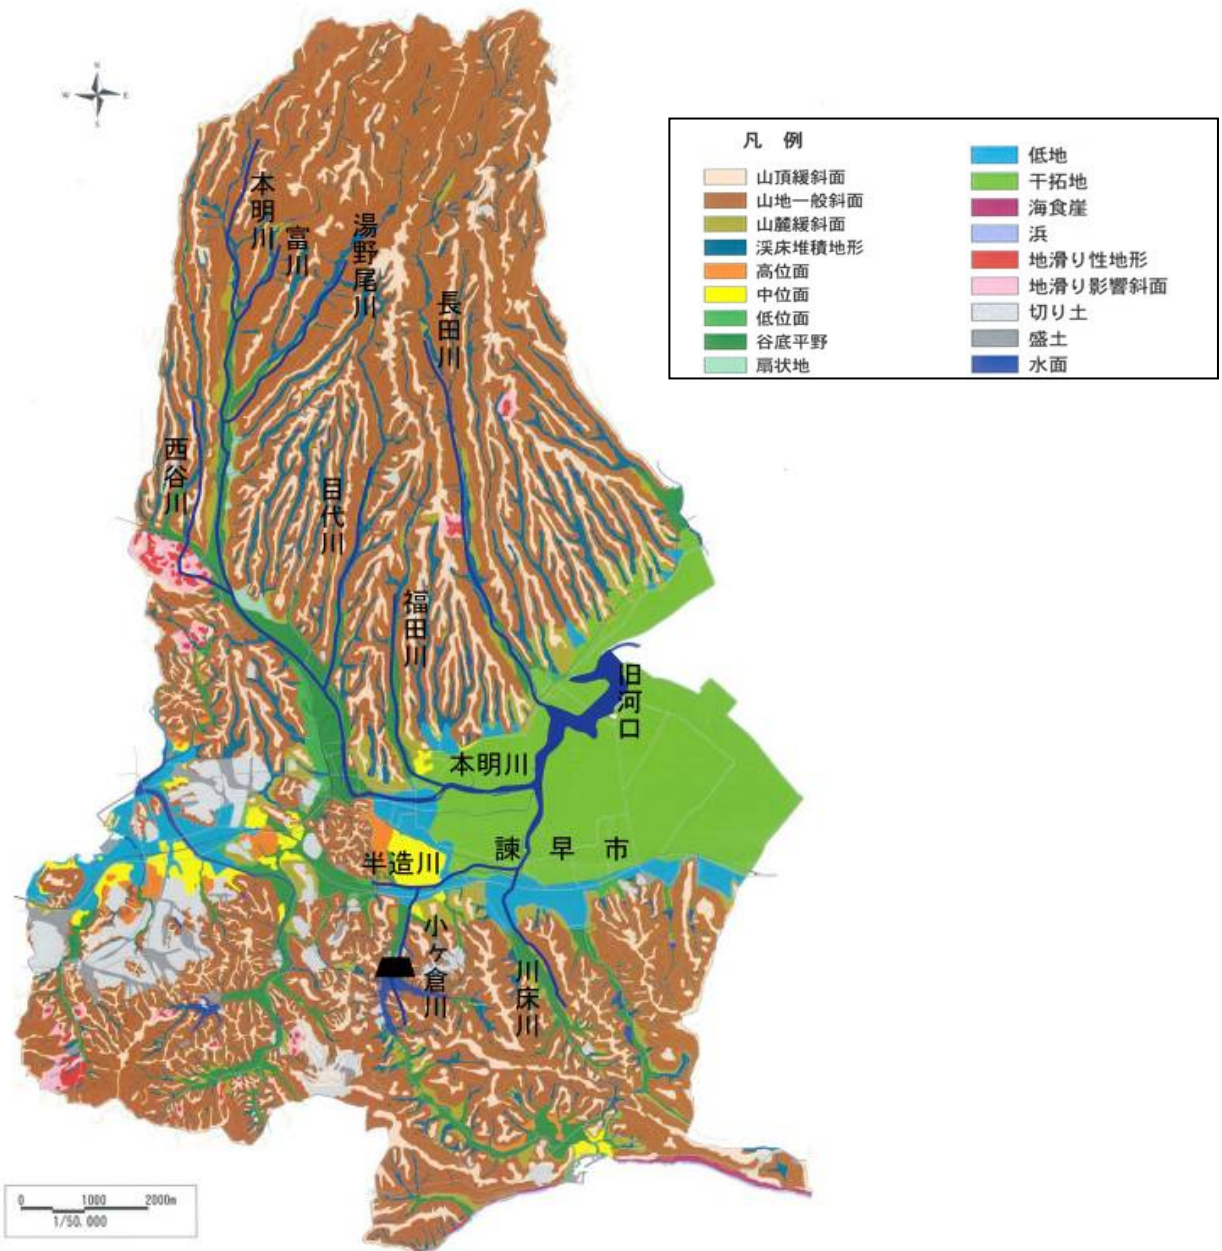 N
W E
S
凡 例
山頂緩斜面
山地一般斜面
山麓緩斜面
渓床堆積地形
高位面
中位面
低位面
谷底平野
扇状地
低地
干拓地
海食崖
浜
地滑り性地形
地滑り影響斜面
切り土
盛土
水面
本明川
富川
湯野尾川
長田川
西谷川
目代川
福田川
旧河口
本明川
諫早市
半造川
小ヶ倉川
川床川
0 1000 2000m
1/50.000